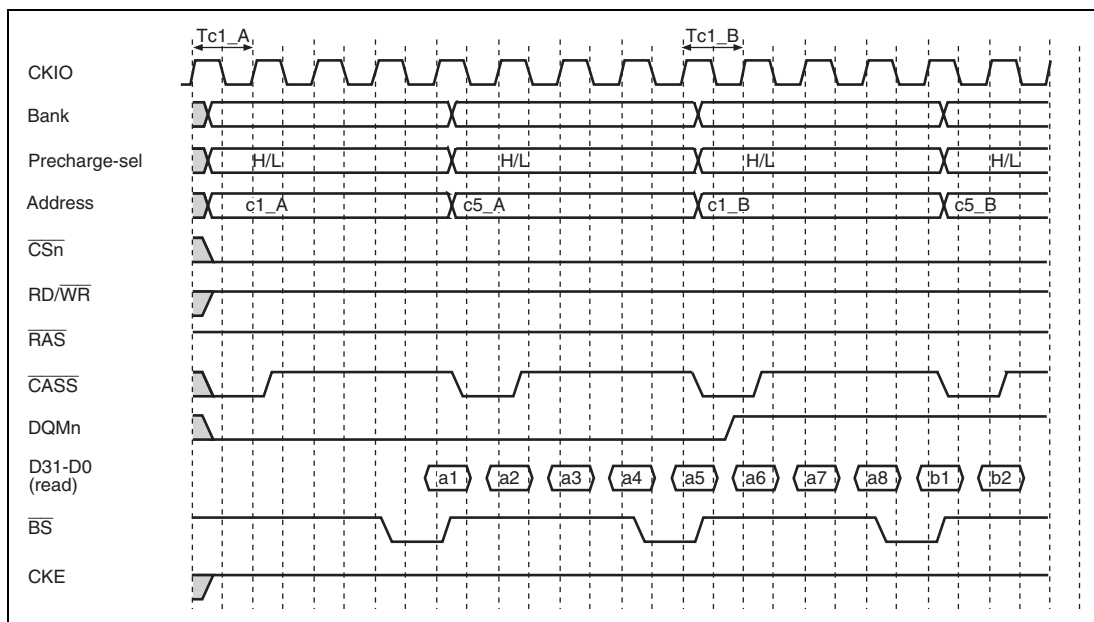 Tc1_A Tc1_B
CKIO
Bank
Precharge-sel H/L H/L H/L H/L
Address c1_A c5_A c1_B c5_B
CSn
RD/WR
RAS
CASS
DQMn
D31-D0
(read) a1 a2 a3 a4 a5 a6 a7 a8 b1 b2
BS
CKE